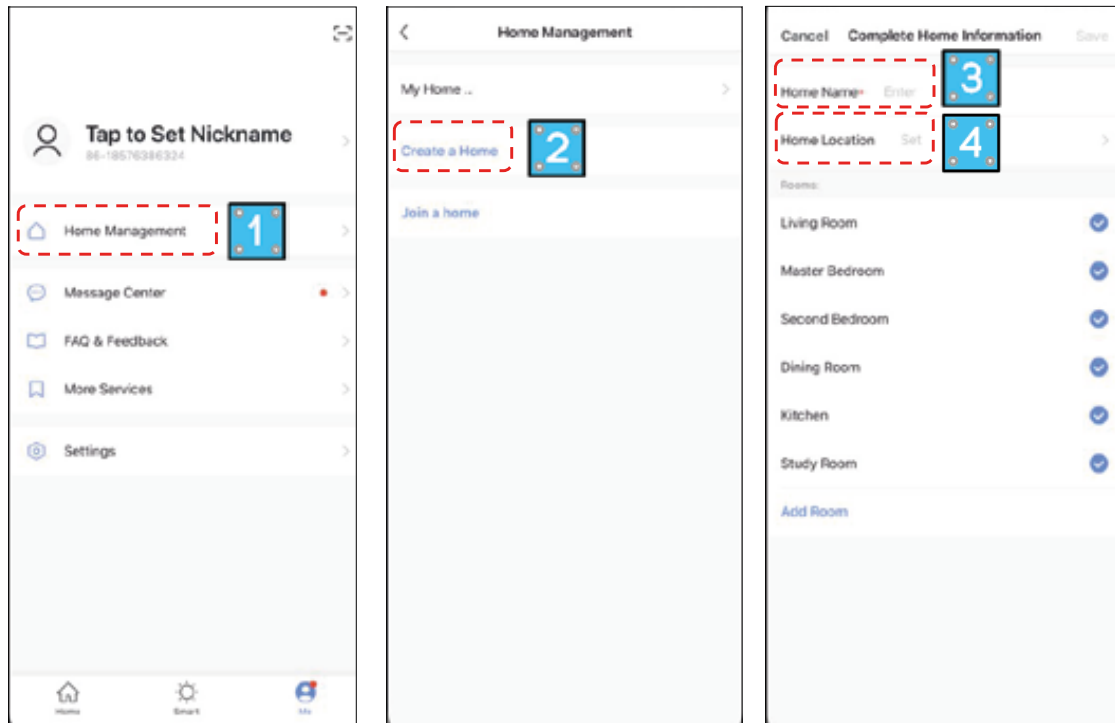 Tap to Set Nickname
86-18576386324
Home Management
1
Message Center
FAQ & Feedback
More Services
Settings
Home
Smart
Me
Home Management
My Home ..
Create a Home
2
Join a home
Cancel Complete Home Information Save
Home Name* Enter
3
Home Location Set
4
Rooms:
Living Room
Master Bedroom
Second Bedroom
Dining Room
Kitchen
Study Room
Add Room